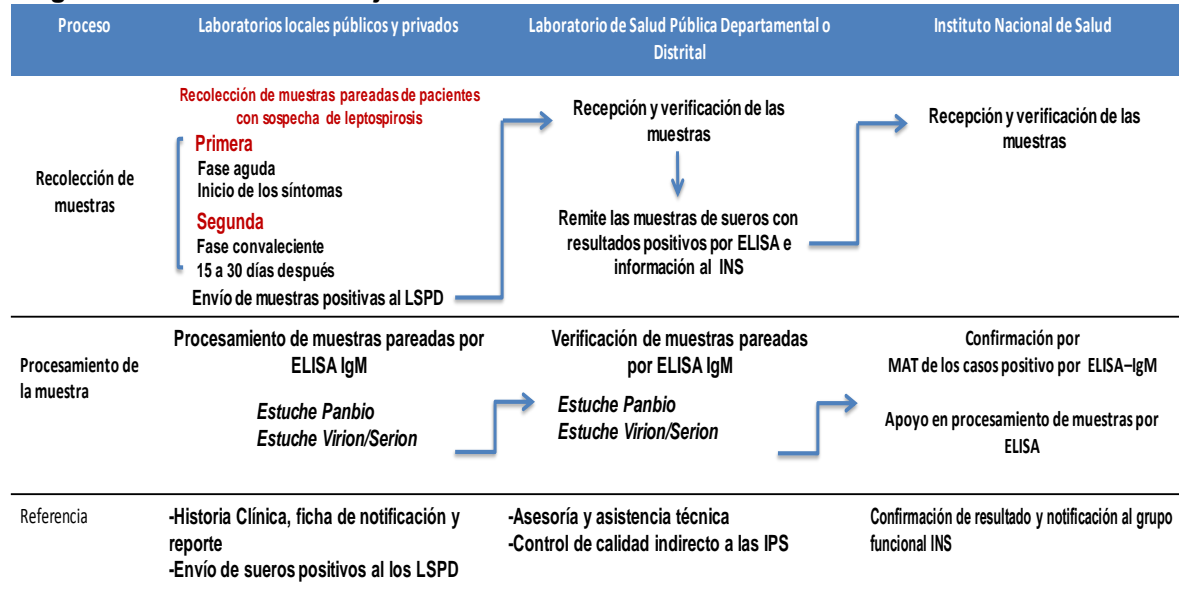 Proceso
Laboratorios locales públicos y privados
Laboratorio de Salud Pública Departamental o
Distrital
Instituto Nacional de Salud
Recolección de
muestras
Recolección de muestras pareadas de pacientes
con sospecha de leptospirosis
Primera
Fase aguda
Inicio de los síntomas
Segunda
Fase convaleciente
15 a 30 días después
Envío de muestras positivas al LSPD
Recepción y verificación de las
muestras
Remite las muestras de sueros con
resultados positivos por ELISA e
información al INS
Recepción y verificación de las
muestras
Procesamiento de
la muestra
Procesamiento de muestras pareadas por
ELISA IgM
Estuche Panbio
Estuche Virion/Serion
Verificación de muestras pareadas
por ELISA IgM
Estuche Panbio
Estuche Virion/Serion
Confirmación por
MAT de los casos positivo por ELISA–IgM
Apoyo en procesamiento de muestras por
ELISA
Referencia
-Historia Clínica, ficha de notificación y
reporte
-Envío de sueros positivos al los LSPD
-Asesoría y asistencia técnica
-Control de calidad indirecto a las IPS
Confirmación de resultado y notificación al grupo
funcional INS